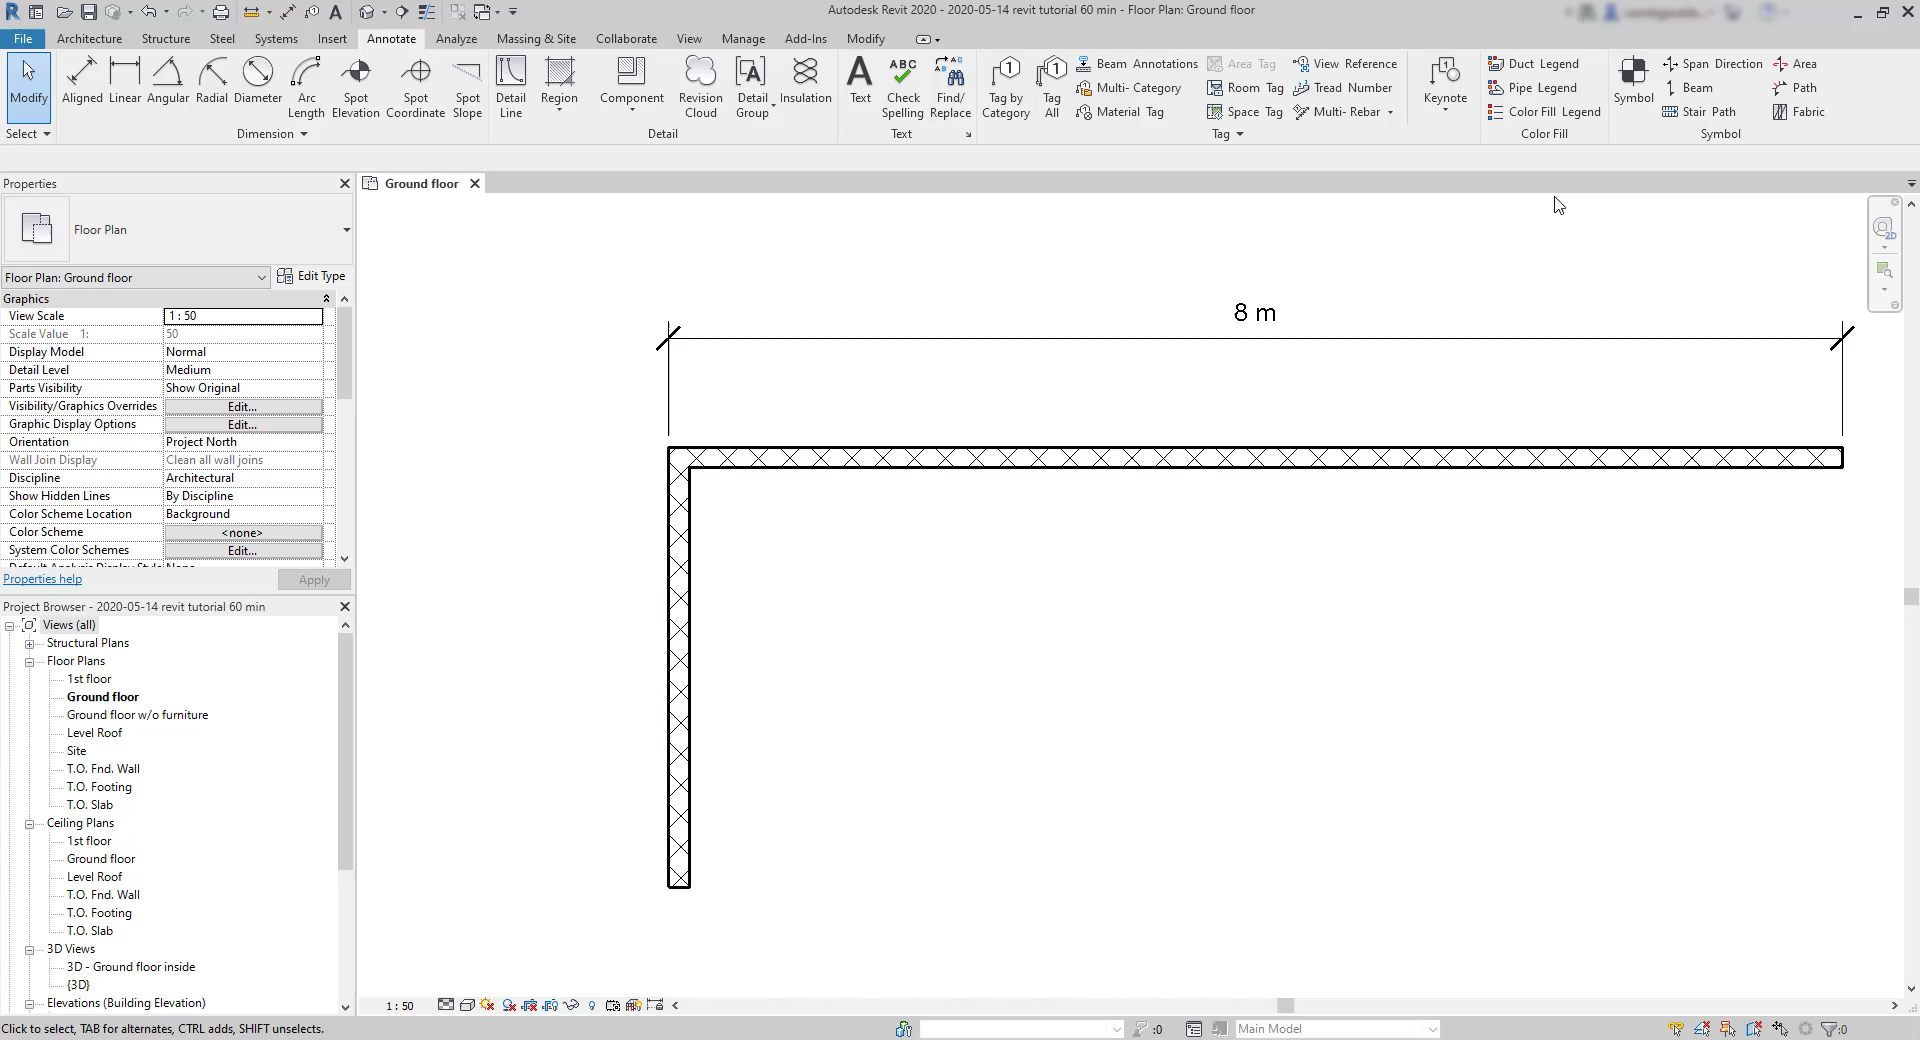 Autodesk Revit 2020 - 2020-05-14 revit tutorial 60 min - Floor Plan: Ground floor
File Architecture Structure Steel Systems Insert Annotate Analyze Massing & Site Collaborate View Manage Add-Ins Modify
Modify
Select
Aligned Linear Angular Radial Diameter Arc Length Spot Elevation Spot Coordinate Spot Slope
Dimension
Detail Line Region Component Revision Cloud Detail Group Insulation
Detail
Text Check Spelling Find/ Replace
Text
Tag by Category Tag All
Beam Annotations Area Tag View Reference
Multi- Category Room Tag Tread Number
Material Tag Space Tag Multi- Rebar
Tag
Keynote
Duct Legend
Pipe Legend
Color Fill Legend
Color Fill
Symbol
Span Direction Area
Beam Path
Stair Path Fabric
Symbol
Properties
Floor Plan
Floor Plan: Ground floor Edit Type
Graphics
View Scale 1 : 50
Scale Value 1: 50
Display Model Normal
Detail Level Medium
Parts Visibility Show Original
Visibility/Graphics Overrides Edit...
Graphic Display Options Edit...
Orientation Project North
Wall Join Display Clean all wall joins
Discipline Architectural
Show Hidden Lines By Discipline
Color Scheme Location Background
Color Scheme <none>
System Color Schemes Edit...
Default Analysis Display Style None
Properties help Apply
Project Browser - 2020-05-14 revit tutorial 60 min
Views (all)
Structural Plans
Floor Plans
1st floor
Ground floor
Ground floor w/o furniture
Level Roof
Site
T.O. Fnd. Wall
T.O. Footing
T.O. Slab
Ceiling Plans
1st floor
Ground floor
Level Roof
T.O. Fnd. Wall
T.O. Footing
T.O. Slab
3D Views
3D - Ground floor inside
{3D}
Elevations (Building Elevation)
Ground floor
8 m
2D
1 : 50
Click to select, TAB for alternates, CTRL adds, SHIFT unselects.
:0
Main Model
:0